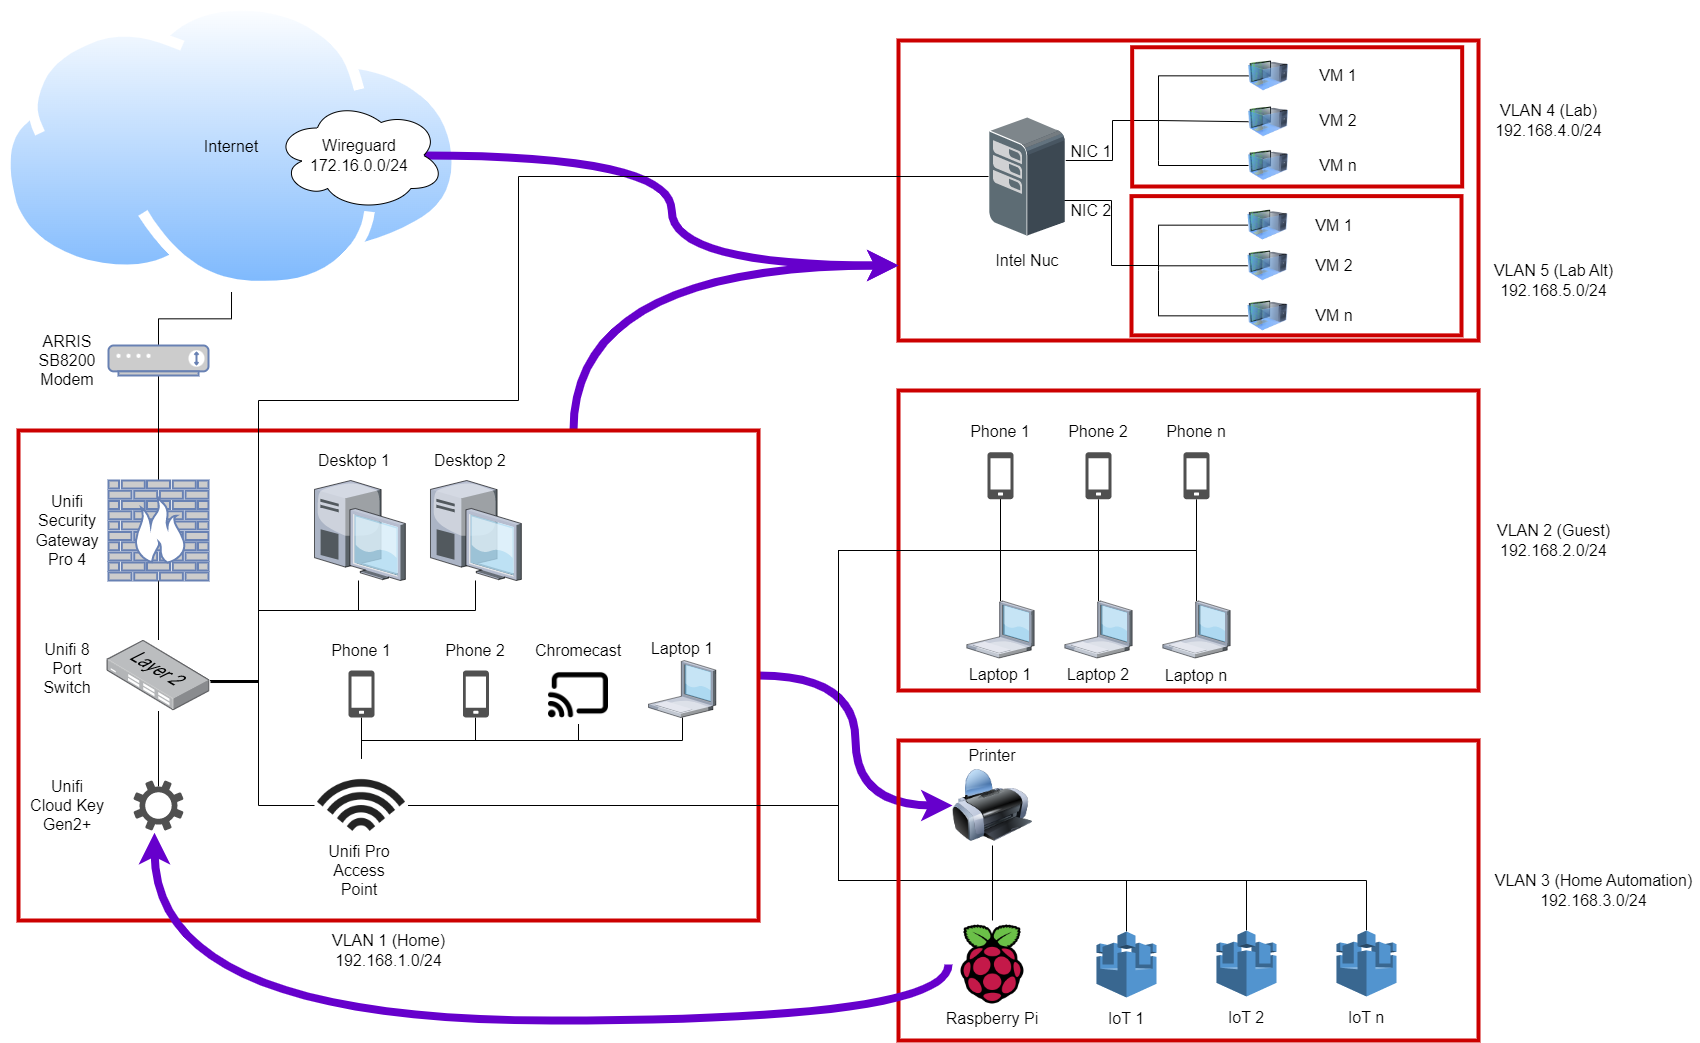 Internet
Wireguard
172.16.0.0/24
ARRIS
SB8200
Modem
Unifi
Security
Gateway
Pro 4
Unifi 8
Port
Switch
Layer 2
Unifi
Cloud Key
Gen2+
Desktop 1
Desktop 2
Phone 1
Phone 2
Chromecast
Laptop 1
Unifi Pro
Access
Point
VLAN 1 (Home)
192.168.1.0/24
Intel Nuc
NIC 1
NIC 2
VM 1
VM 2
VM n
VLAN 4 (Lab)
192.168.4.0/24
VM 1
VM 2
VM n
VLAN 5 (Lab Alt)
192.168.5.0/24
Phone 1
Phone 2
Phone n
Laptop 1
Laptop 2
Laptop n
VLAN 2 (Guest)
192.168.2.0/24
Printer
Raspberry Pi
IoT 1
IoT 2
IoT n
VLAN 3 (Home Automation)
192.168.3.0/24